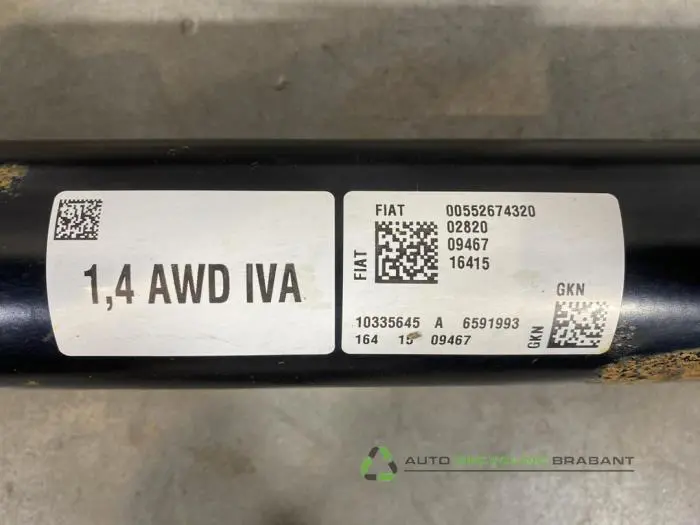 1,4 AWD IVA
FIAT 00552674320
02820
09467
16415
FIAT
GKN
10335645 A 6591993
164 15 09467
GKN
AUTO RECYCLING BRABANT